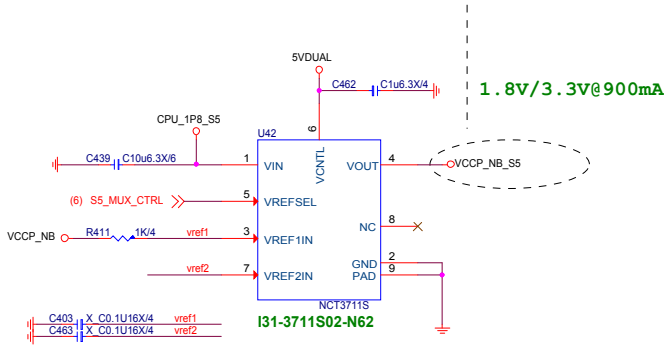 5VDUAL
C462 C1u6.3X/4
1.8V/3.3V@900mA
CPU_1P8_S5
U42
6
C439 C10u6.3X/6
1 VIN
VCNTL
VOUT 4
VCCP_NB_S5
(6) S5_MUX_CTRL
5 VREFSEL
NC 8
VCCP_NB
R411 1K/4 vref1
3 VREF1IN
GND 2
vref2
7 VREF2IN
PAD 9
NCT3711S
I31-3711S02-N62
C403 X_C0.1U16X/4 vref1
C463 X_C0.1U16X/4 vref2